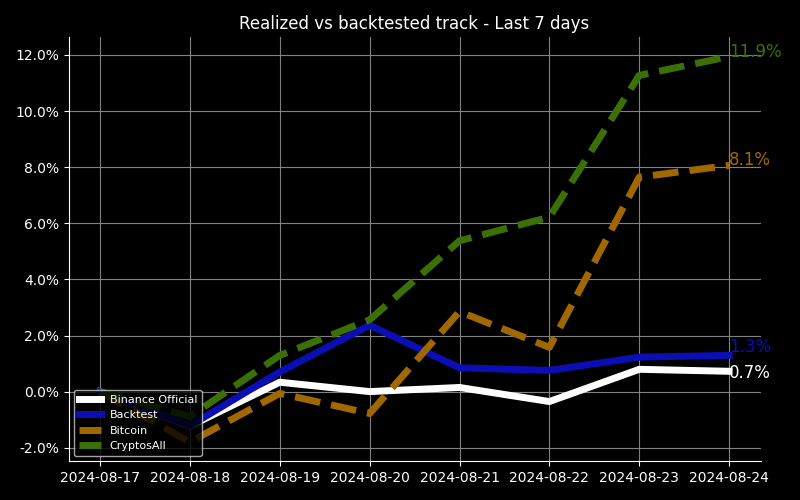 Realized vs backtested track - Last 7 days
12.0%
10.0%
8.0%
6.0%
4.0%
2.0%
0.0%
-2.0%
11.9%
8.1%
1.3%
0.7%
Binance Official
Backtest
Bitcoin
CryptosAll
2024-08-17 2024-08-18 2024-08-19 2024-08-20 2024-08-21 2024-08-22 2024-08-23 2024-08-24